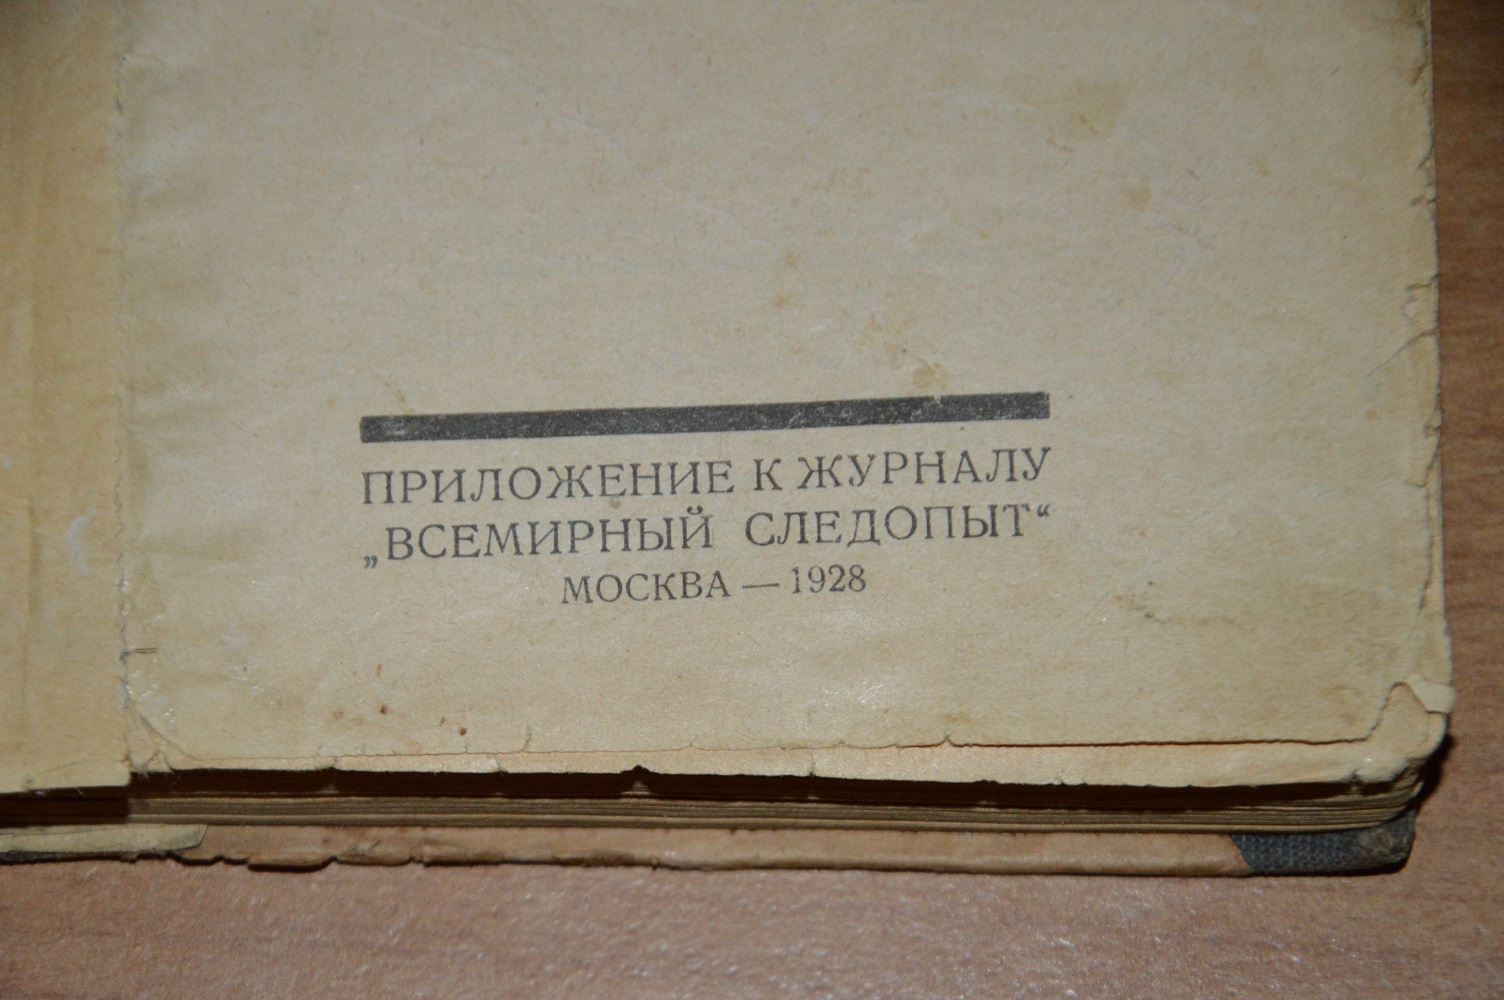 ПРИЛОЖЕНИЕ К ЖУРНАЛУ
„ВСЕМИРНЫЙ СЛЕДОПЫТ“
МОСКВА — 1928